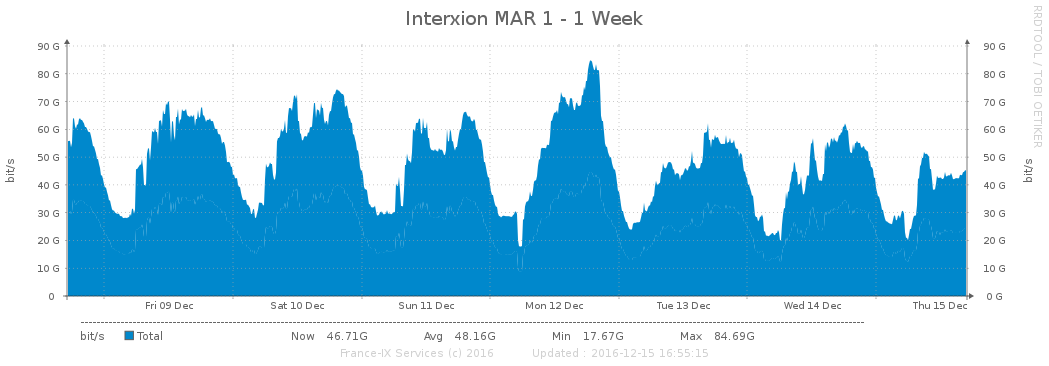 Interxion MAR 1 - 1 Week
RRDTOOL / TOBI OETIKER
bit/s
bit/s
90 G 90 G
80 G 80 G
70 G 70 G
60 G 60 G
50 G 50 G
40 G 40 G
30 G 30 G
20 G 20 G
10 G 10 G
0 0 G
Fri 09 Dec Sat 10 Dec Sun 11 Dec Mon 12 Dec Tue 13 Dec Wed 14 Dec Thu 15 Dec
bit/s Total Now 46.71G Avg 48.16G Min 17.67G Max 84.69G
France-IX Services (c) 2016 Updated : 2016-12-15 16:55:15